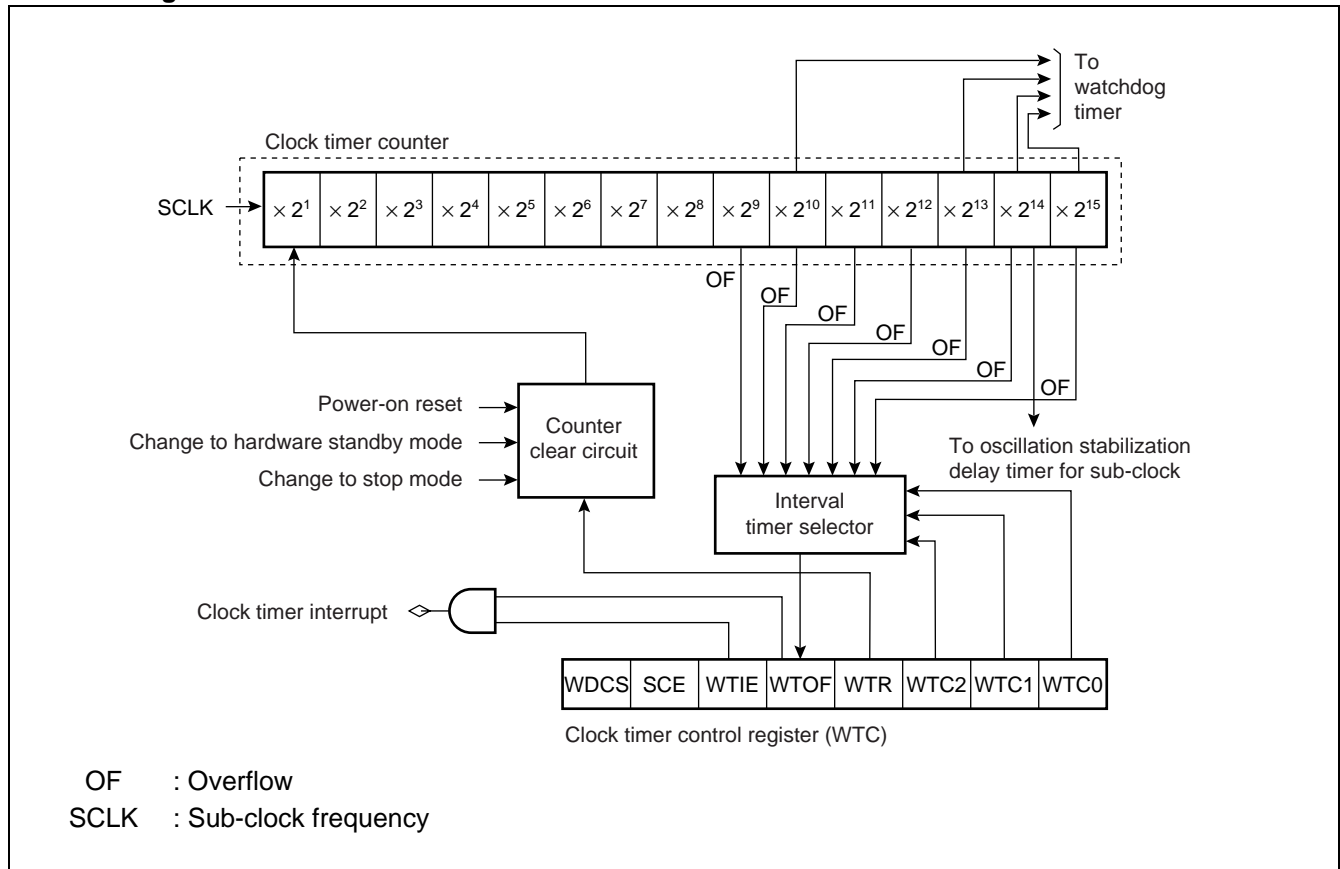 To
watchdog
timer
Clock timer counter
SCLK
× 2¹ × 2² × 2³ × 2⁴ × 2⁵ × 2⁶ × 2⁷ × 2⁸ × 2⁹ × 2¹⁰ × 2¹¹ × 2¹² × 2¹³ × 2¹⁴ × 2¹⁵
OF
OF
OF
OF
OF
OF
OF
Power-on reset
Change to hardware standby mode
Change to stop mode
Counter
clear circuit
To oscillation stabilization
delay timer for sub-clock
Interval
timer selector
Clock timer interrupt
WDCS SCE WTIE WTOF WTR WTC2 WTC1 WTC0
Clock timer control register (WTC)
OF : Overflow
SCLK : Sub-clock frequency